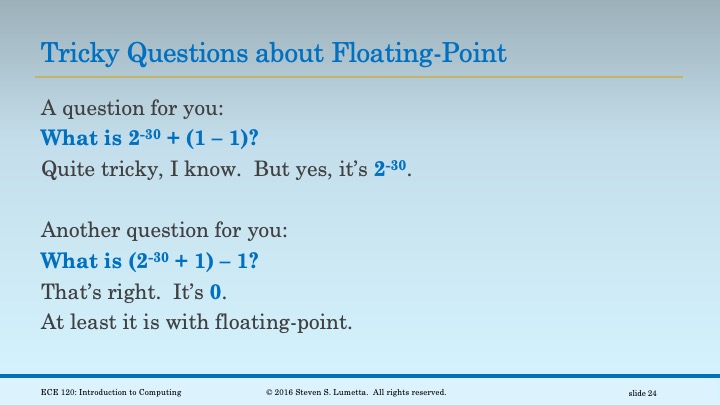 Tricky Questions about Floating-Point
A question for you:
What is 2⁻³⁰ + (1 – 1)?
Quite tricky, I know.  But yes, it’s 2⁻³⁰.
Another question for you:
What is (2⁻³⁰ + 1) – 1?
That’s right.  It’s 0.
At least it is with floating-point.
ECE 120: Introduction to Computing © 2016 Steven S. Lumetta.  All rights reserved. slide 24